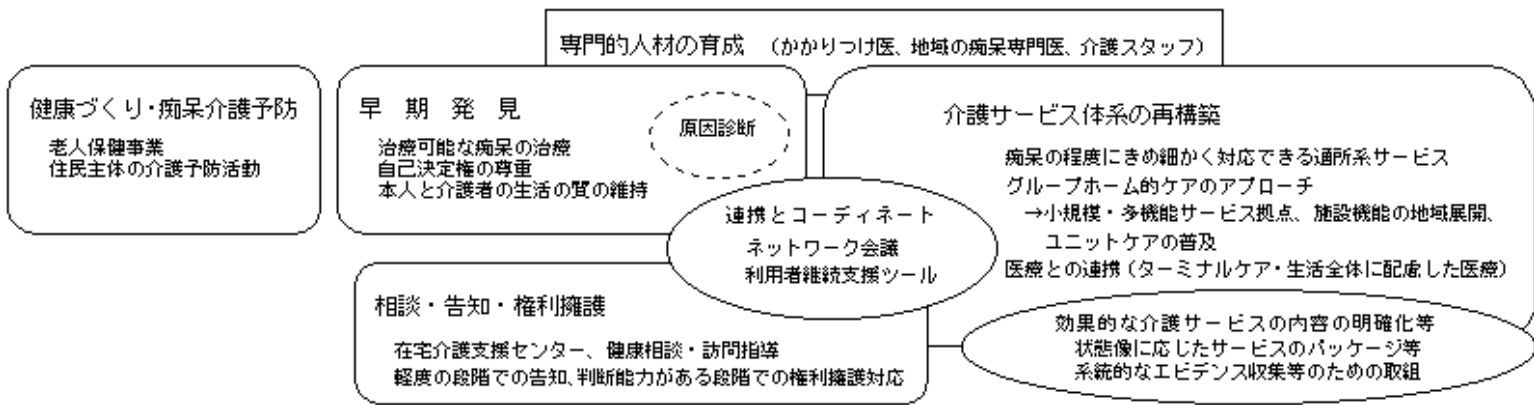 専門的人材の育成　(かかりつけ医、地域の痴呆専門医、介護スタッフ)
健康づくり・痴呆介護予防
老人保健事業
住民主体の介護予防活動
早　期　発　見
治療可能な痴呆の治療
自己決定権の尊重
本人と介護者の生活の質の維持
原因診断
連携とコーディネート
ネットワーク会議
利用者継続支援ツール
介護サービス体系の再構築
痴呆の程度にきめ細かく対応できる通所系サービス
グループホーム的ケアのアプローチ
→小規模・多機能サービス拠点、施設機能の地域展開、
ユニットケアの普及
医療との連携(ターミナルケア・生活全体に配慮した医療)
相談・告知・権利擁護
在宅介護支援センター、健康相談・訪問指導
軽度の段階での告知、判断能力がある段階での権利擁護対応
効果的な介護サービスの内容の明確化等
状態像に応じたサービスのパッケージ等
系統的なエビデンス収集等のための取組